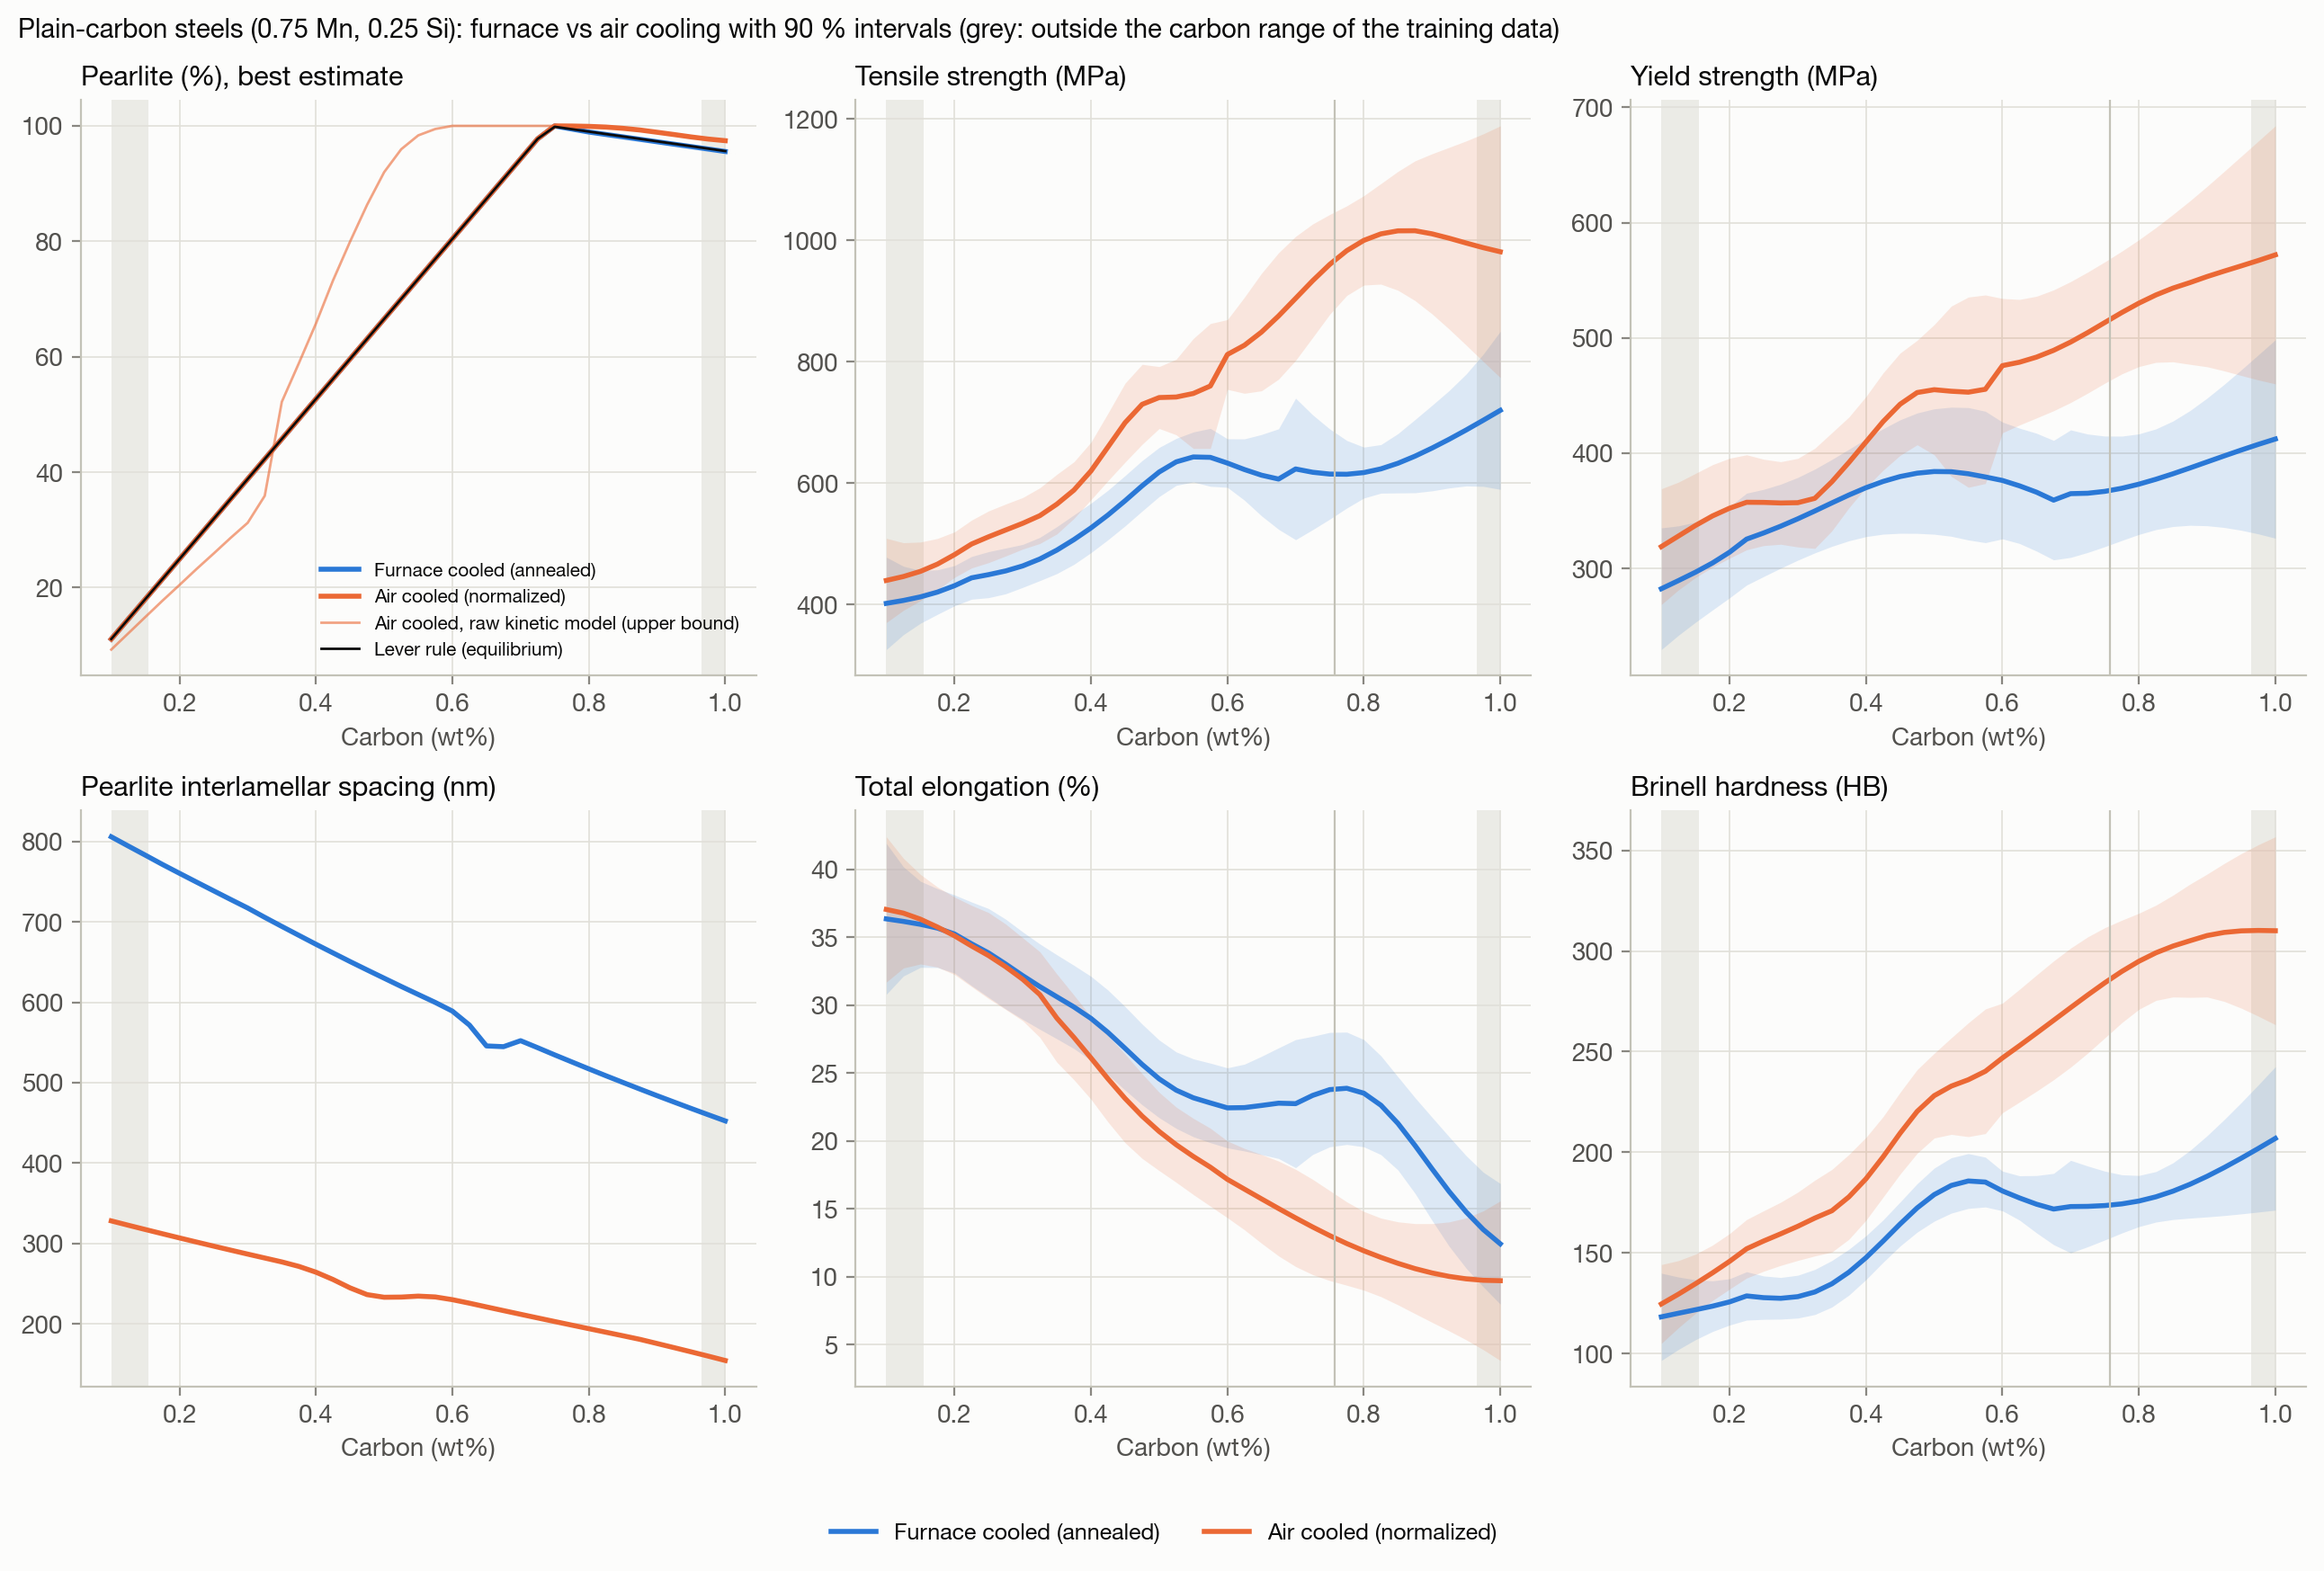 Plain-carbon steels (0.75 Mn, 0.25 Si): furnace vs air cooling with 90 % intervals (grey: outside the carbon range of the training data)
Pearlite (%), best estimate
100
80
60
40
20
Furnace cooled (annealed)
Air cooled (normalized)
Air cooled, raw kinetic model (upper bound)
Lever rule (equilibrium)
0.2 0.4 0.6 0.8 1.0
Carbon (wt%)
Tensile strength (MPa)
1200
1000
800
600
400
0.2 0.4 0.6 0.8 1.0
Carbon (wt%)
Yield strength (MPa)
700
600
500
400
300
0.2 0.4 0.6 0.8 1.0
Carbon (wt%)
Pearlite interlamellar spacing (nm)
800
700
600
500
400
300
200
0.2 0.4 0.6 0.8 1.0
Carbon (wt%)
Total elongation (%)
40
35
30
25
20
15
10
5
0.2 0.4 0.6 0.8 1.0
Carbon (wt%)
Brinell hardness (HB)
350
300
250
200
150
100
0.2 0.4 0.6 0.8 1.0
Carbon (wt%)
Furnace cooled (annealed) Air cooled (normalized)